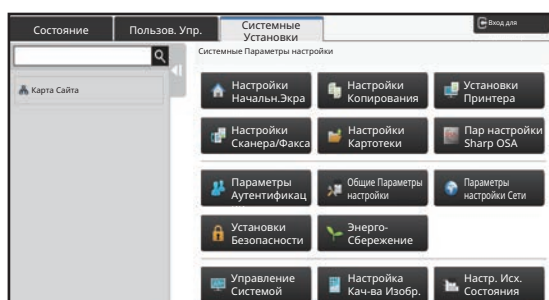 Состояние
Пользов. Упр.
Системные
Установки
Вход для
Карта Сайта
Системные Параметры настройки
Настройки
Начальн.Экра
Настройки
Копирования
Установки
Принтера
Настройки
Сканера/Факса
Настройки
Картотеки
Пар настройки
Sharp OSA
Параметры
Аутентификац
Общие Параметры
настройки
Параметры
настройки Сети
Установки
Безопасности
Энерго-
Сбережение
Управление
Системой
Настройка
Кач-ва Изобр.
Настр. Исх.
Состояния